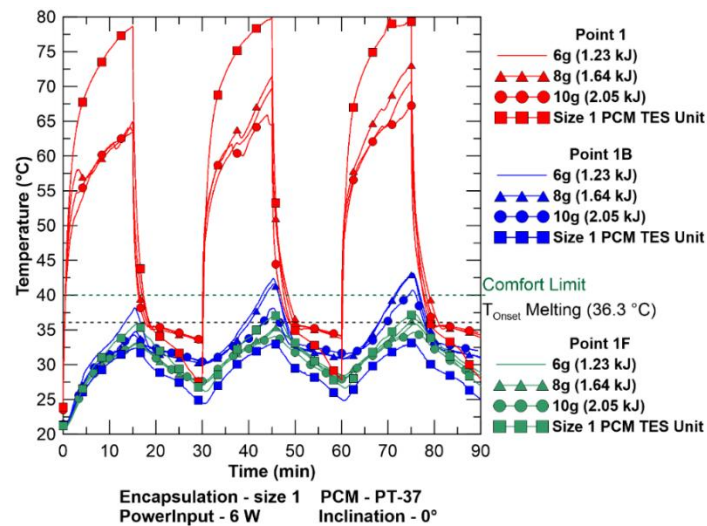 80
75
70
65
60
55
50
45
40
35
30
25
20
Temperature (°C)
0 10 20 30 40 50 60 70 80 90
Time (min)
Point 1
6g (1.23 kJ)
8g (1.64 kJ)
10g (2.05 kJ)
Size 1 PCM TES Unit
Point 1B
6g (1.23 kJ)
8g (1.64 kJ)
10g (2.05 kJ)
Size 1 PCM TES Unit
Comfort Limit
TOnset Melting (36.3 °C)
Point 1F
6g (1.23 kJ)
8g (1.64 kJ)
10g (2.05 kJ)
Size 1 PCM TES Unit
Encapsulation - size 1 PCM - PT-37
PowerInput - 6 W Inclination - 0°